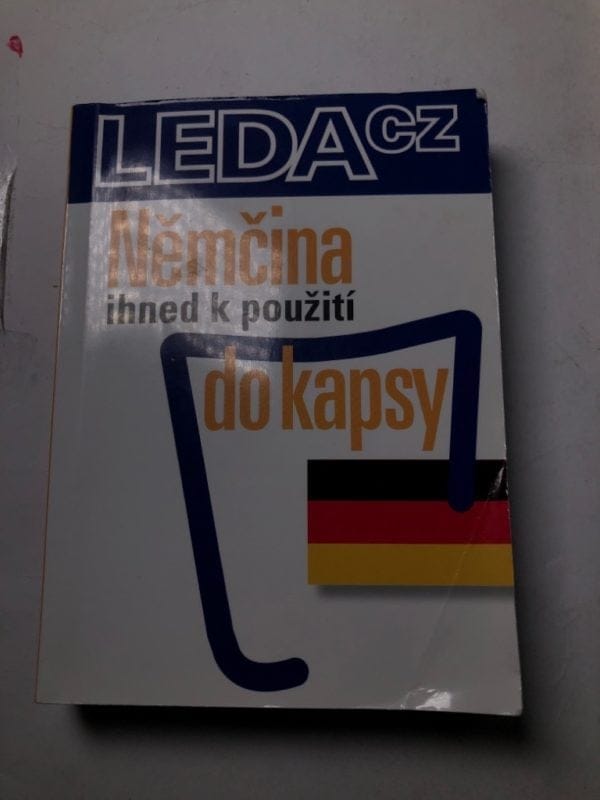 LEDA CZ
Němčina
ihned k použití
do kapsy